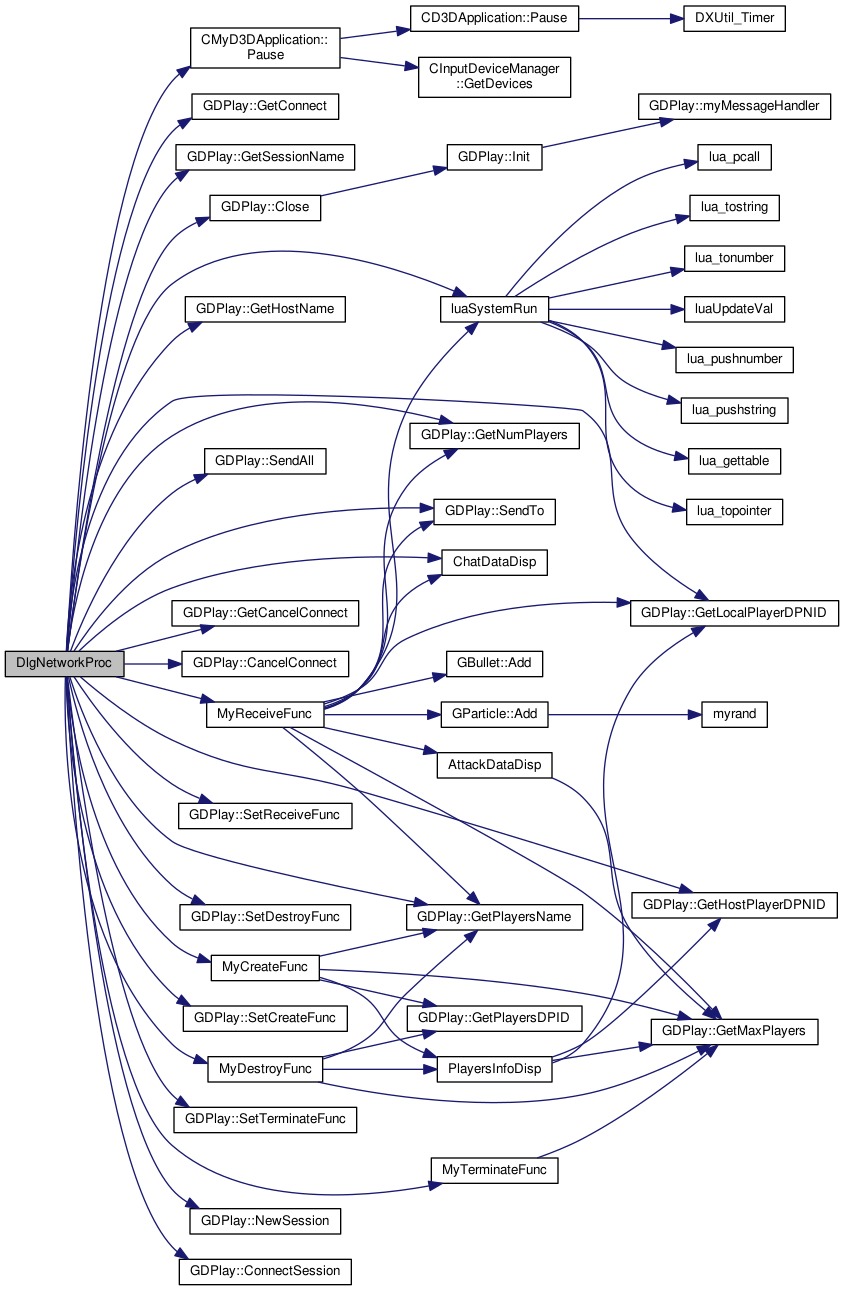 CD3DApplication::Pause
DXUtil_Timer
CMyD3DApplication::
Pause
CInputDeviceManager
::GetDevices
GDPlay::GetConnect
GDPlay::myMessageHandler
GDPlay::GetSessionName
GDPlay::Init
lua_pcall
GDPlay::Close
lua_tostring
lua_tonumber
GDPlay::GetHostName
luaSystemRun
luaUpdateVal
lua_pushnumber
lua_pushstring
GDPlay::GetNumPlayers
GDPlay::SendAll
lua_gettable
GDPlay::SendTo
lua_topointer
ChatDataDisp
GDPlay::GetCancelConnect
GDPlay::GetLocalPlayerDPNID
DlgNetworkProc
GDPlay::CancelConnect
GBullet::Add
MyReceiveFunc
GParticle::Add
myrand
AttackDataDisp
GDPlay::SetReceiveFunc
GDPlay::GetHostPlayerDPNID
GDPlay::SetDestroyFunc
GDPlay::GetPlayersName
MyCreateFunc
GDPlay::SetCreateFunc
GDPlay::GetPlayersDPID
GDPlay::GetMaxPlayers
MyDestroyFunc
PlayersInfoDisp
GDPlay::SetTerminateFunc
MyTerminateFunc
GDPlay::NewSession
GDPlay::ConnectSession